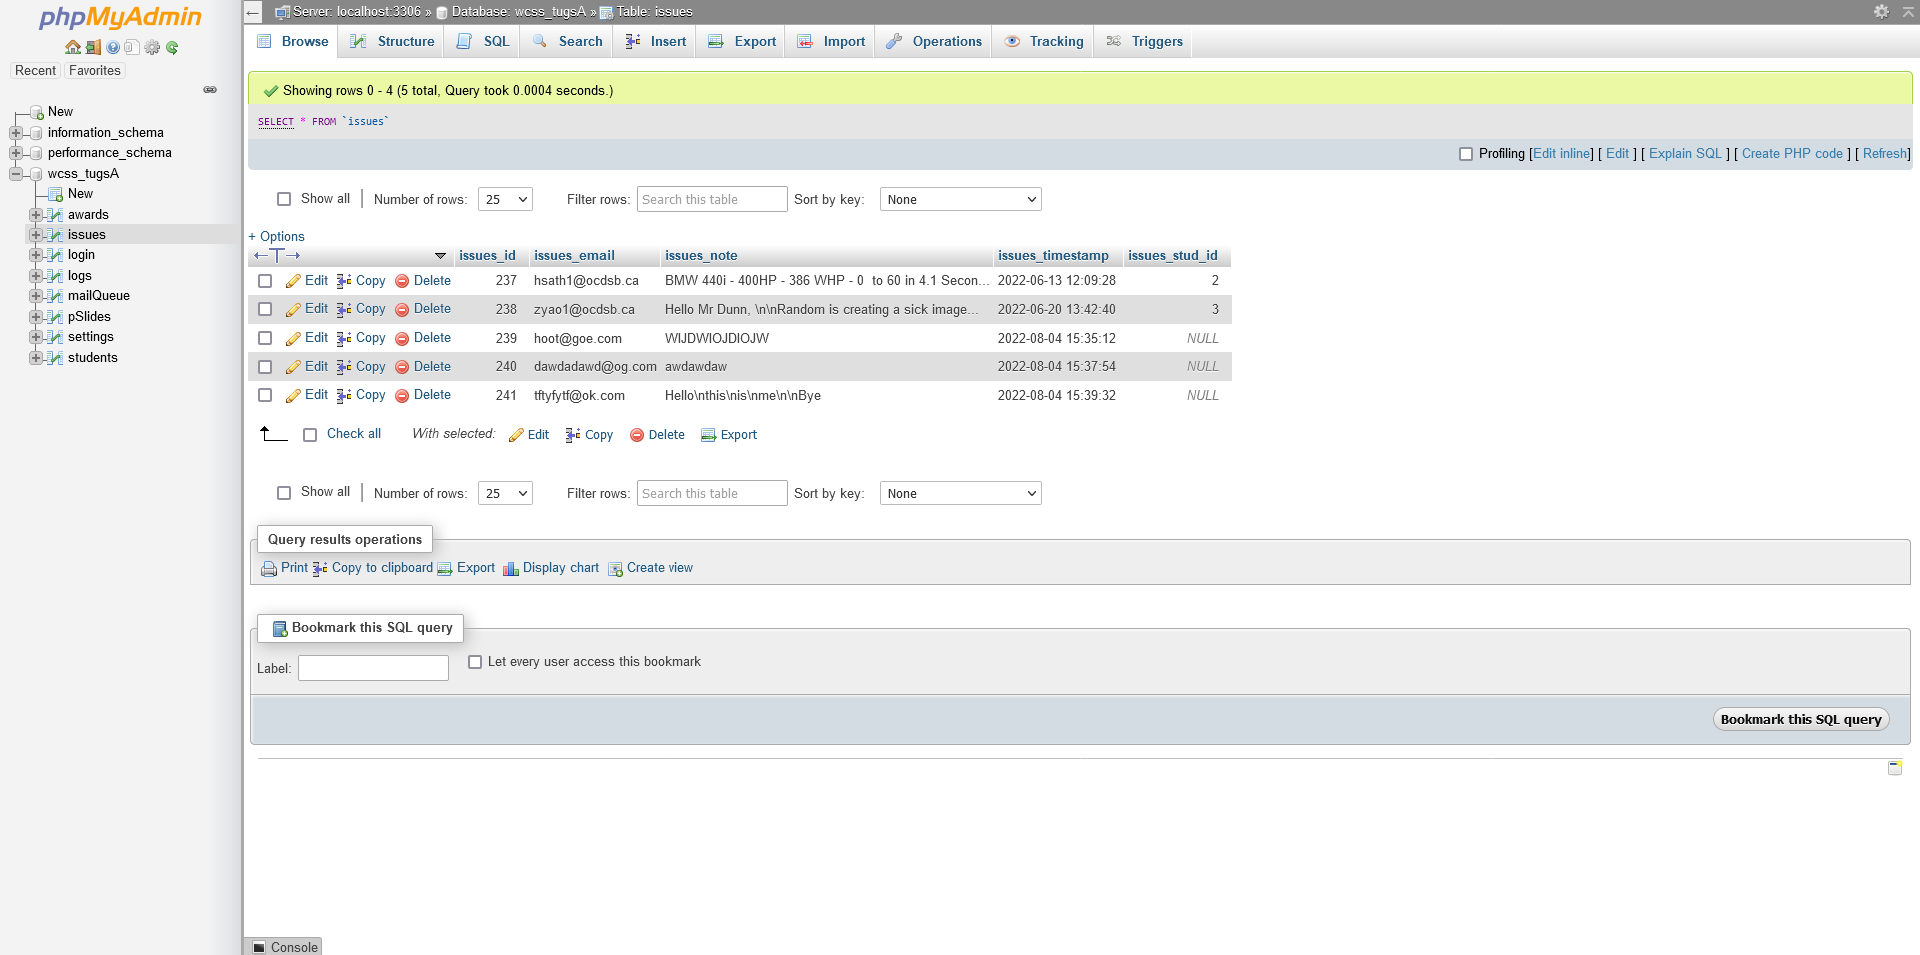 phpMyAdmin
Recent Favorites
New
information_schema
performance_schema
wcss_tugsA
New
awards
issues
login
logs
mailQueue
pSlides
settings
students
← Server: localhost:3306 » Database: wcss_tugsA » Table: issues
Browse Structure SQL Search Insert Export Import Operations Tracking Triggers
Showing rows 0 - 4 (5 total, Query took 0.0004 seconds.)
SELECT * FROM `issues`
Profiling [Edit inline] [ Edit ] [ Explain SQL ] [ Create PHP code ] [ Refresh]
Show all | Number of rows: 25 Filter rows: Search this table Sort by key: None
+ Options
←T→ issues_id issues_email issues_note issues_timestamp issues_stud_id
Edit Copy Delete 237 hsath1@ocdsb.ca BMW 440i - 400HP - 386 WHP - 0  to 60 in 4.1 Secon... 2022-06-13 12:09:28 2
Edit Copy Delete 238 zyao1@ocdsb.ca Hello Mr Dunn, \n\nRandom is creating a sick image... 2022-06-20 13:42:40 3
Edit Copy Delete 239 hoot@goe.com WIJDWIOJDIOJW 2022-08-04 15:35:12 NULL
Edit Copy Delete 240 dawdadawd@og.com awdawdaw 2022-08-04 15:37:54 NULL
Edit Copy Delete 241 tftyfytf@ok.com Hello\nthis\nis\nme\n\nBye 2022-08-04 15:39:32 NULL
Check all With selected: Edit Copy Delete Export
Show all | Number of rows: 25 Filter rows: Search this table Sort by key: None
Query results operations
Print Copy to clipboard Export Display chart Create view
Bookmark this SQL query
Label: Let every user access this bookmark
Bookmark this SQL query
Console